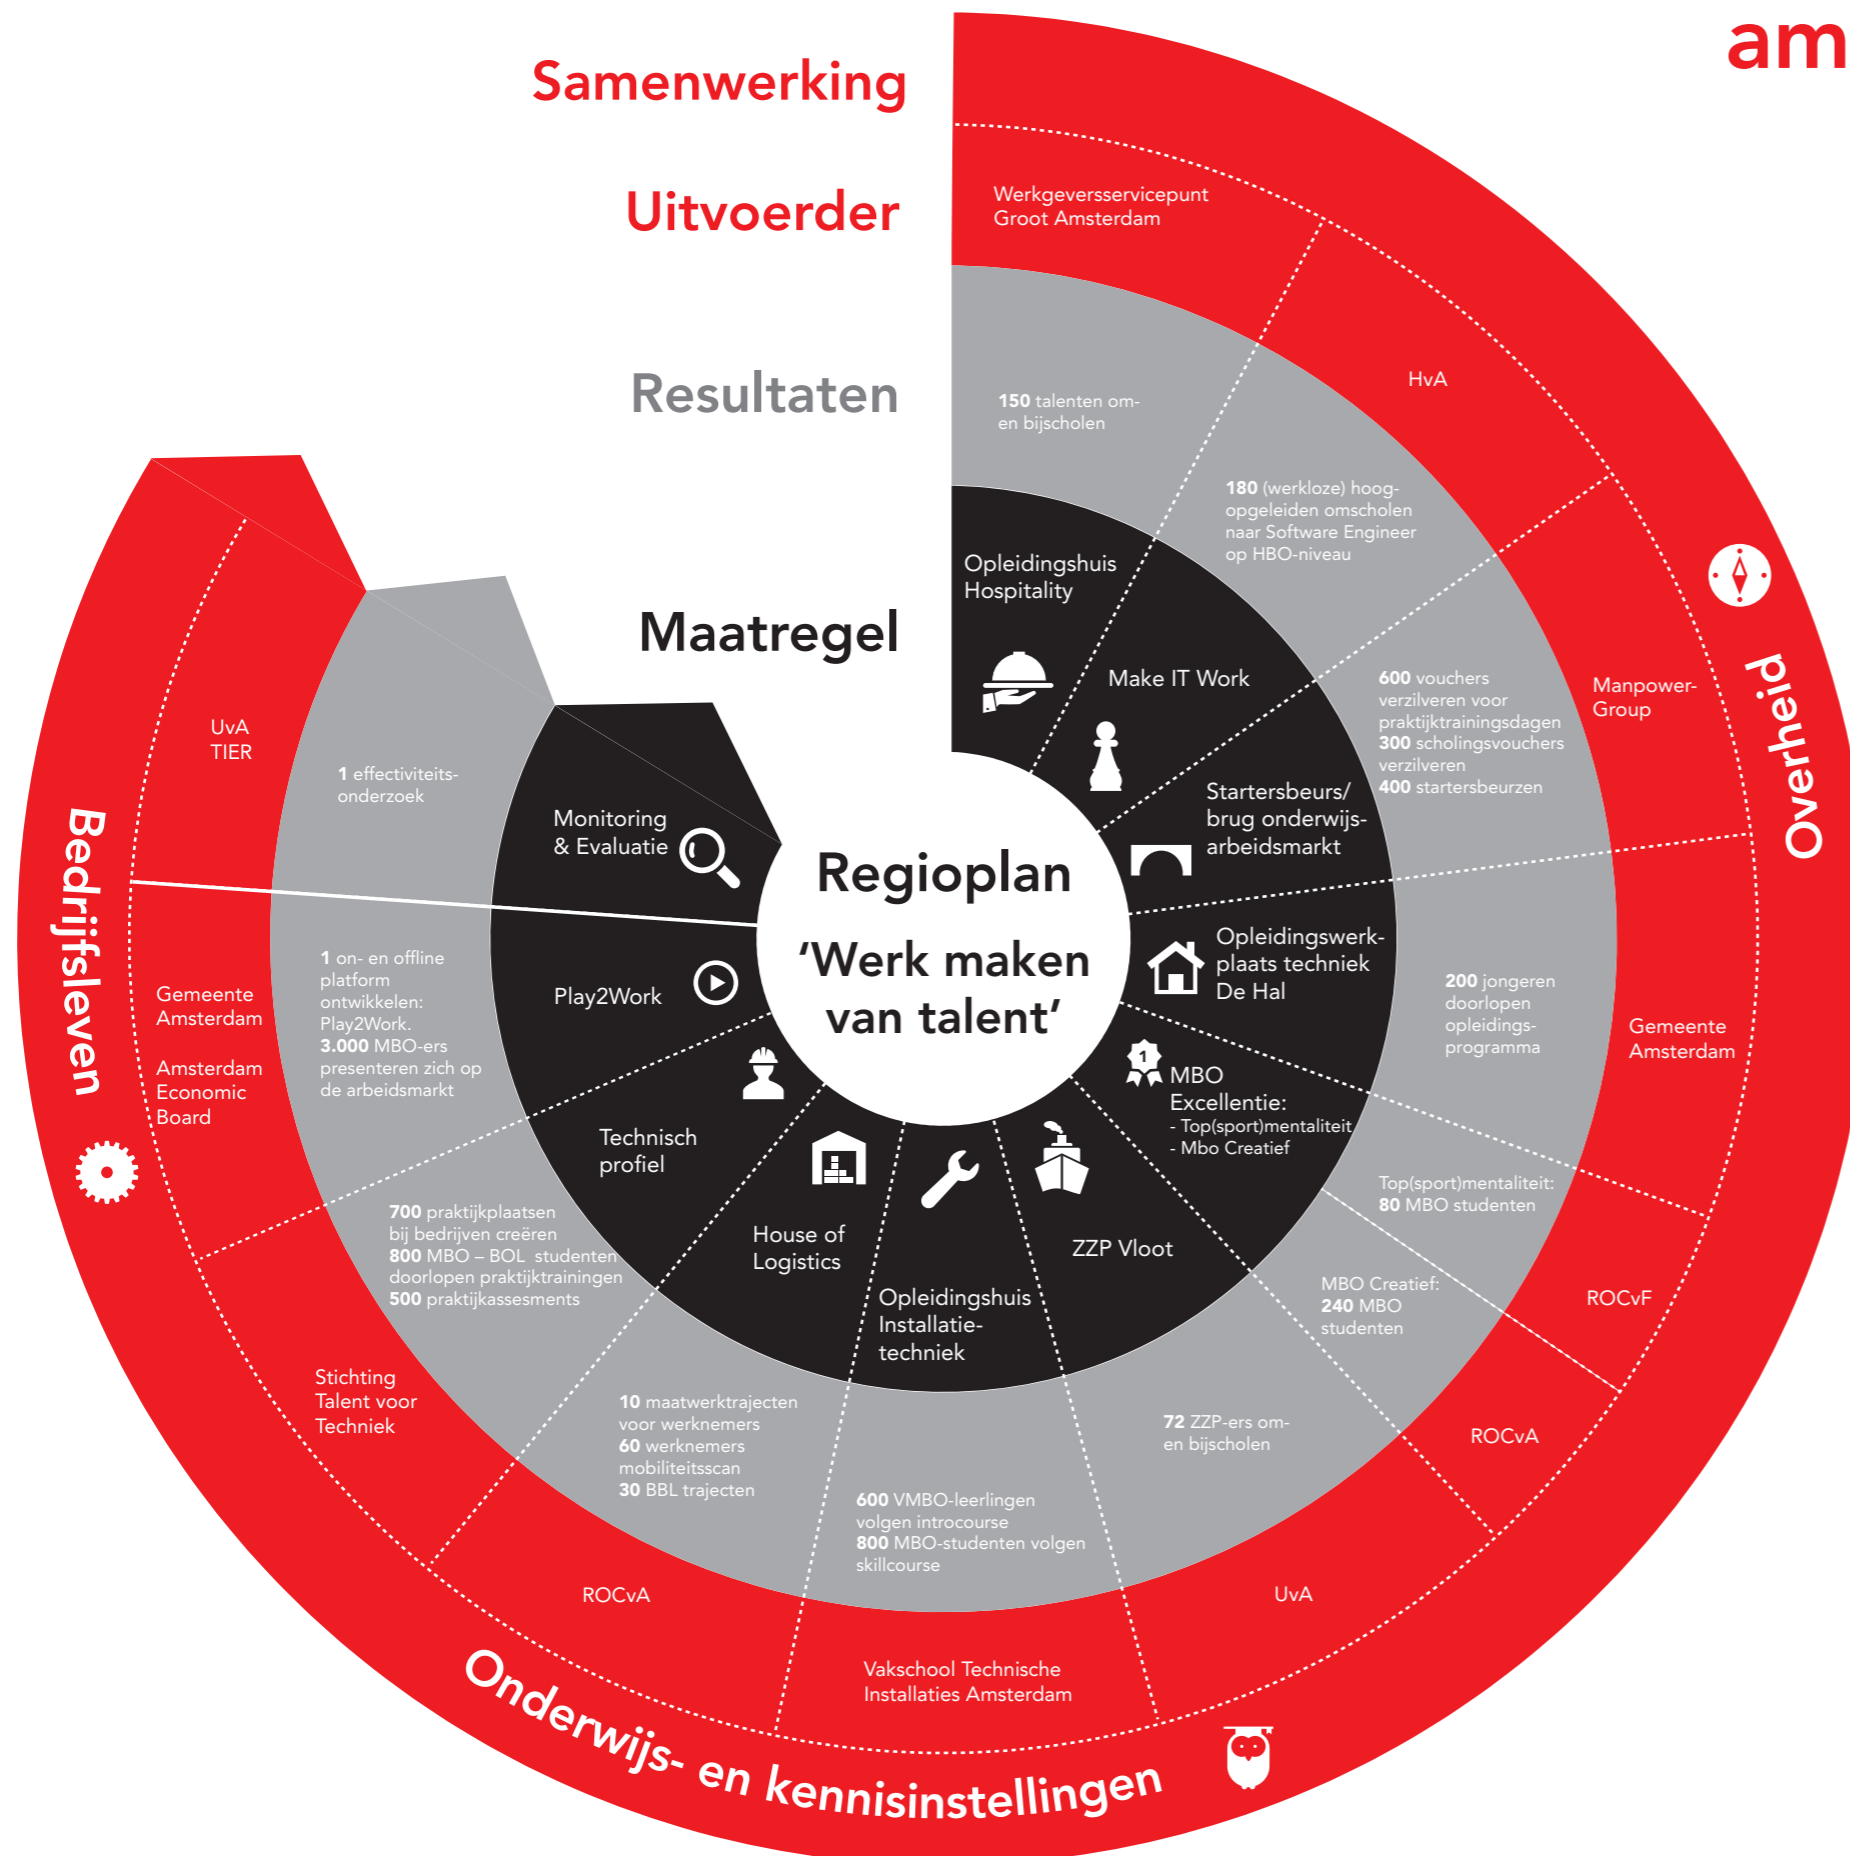 am
Samenwerking
Uitvoerder
Resultaten
Maatregel
Regioplan
'Werk maken
van talent'
Overheid
Onderwijs- en kennisinstellingen
Bedrijfsleven
Werkgeversservicepunt
Groot Amsterdam
150 talenten om-
en bijscholen
Opleidingshuis
Hospitality
HvA
180 (werkloze) hoog-
opgeleiden omscholen
naar Software Engineer
op HBO-niveau
Make IT Work
Manpower-
Group
600 vouchers
verzilveren voor
praktijktrainingsdagen
300 scholingsvouchers
verzilveren
400 startersbeurzen
Startersbeurs/
brug onderwijs-
arbeidsmarkt
Gemeente
Amsterdam
200 jongeren
doorlopen
opleidings-
programma
Opleidingswerk-
plaats techniek
De Hal
1
MBO
Excellentie:
- Top(sport)mentaliteit
- Mbo Creatief
Top(sport)mentaliteit:
80 MBO studenten
ROCvF
MBO Creatief:
240 MBO
studenten
ROCvA
ZZP Vloot
72 ZZP-ers om-
en bijscholen
UvA
Opleidingshuis
Installatie-
techniek
600 VMBO-leerlingen
volgen introcourse
800 MBO-studenten volgen
skillcourse
Vakschool Technische
Installaties Amsterdam
House of
Logistics
10 maatwerktrajecten
voor werknemers
60 werknemers
mobiliteitsscan
30 BBL trajecten
ROCvA
Technisch
profiel
700 praktijkplaatsen
bij bedrijven creëren
800 MBO – BOL studenten
doorlopen praktijktrainingen
500 praktijkassesments
Stichting
Talent voor
Techniek
Play2Work
1 on- en offline
platform
ontwikkelen:
Play2Work.
3.000 MBO-ers
presenteren zich op
de arbeidsmarkt
Gemeente
Amsterdam
Amsterdam
Economic
Board
Monitoring
& Evaluatie
1 effectiviteits-
onderzoek
UvA
TIER